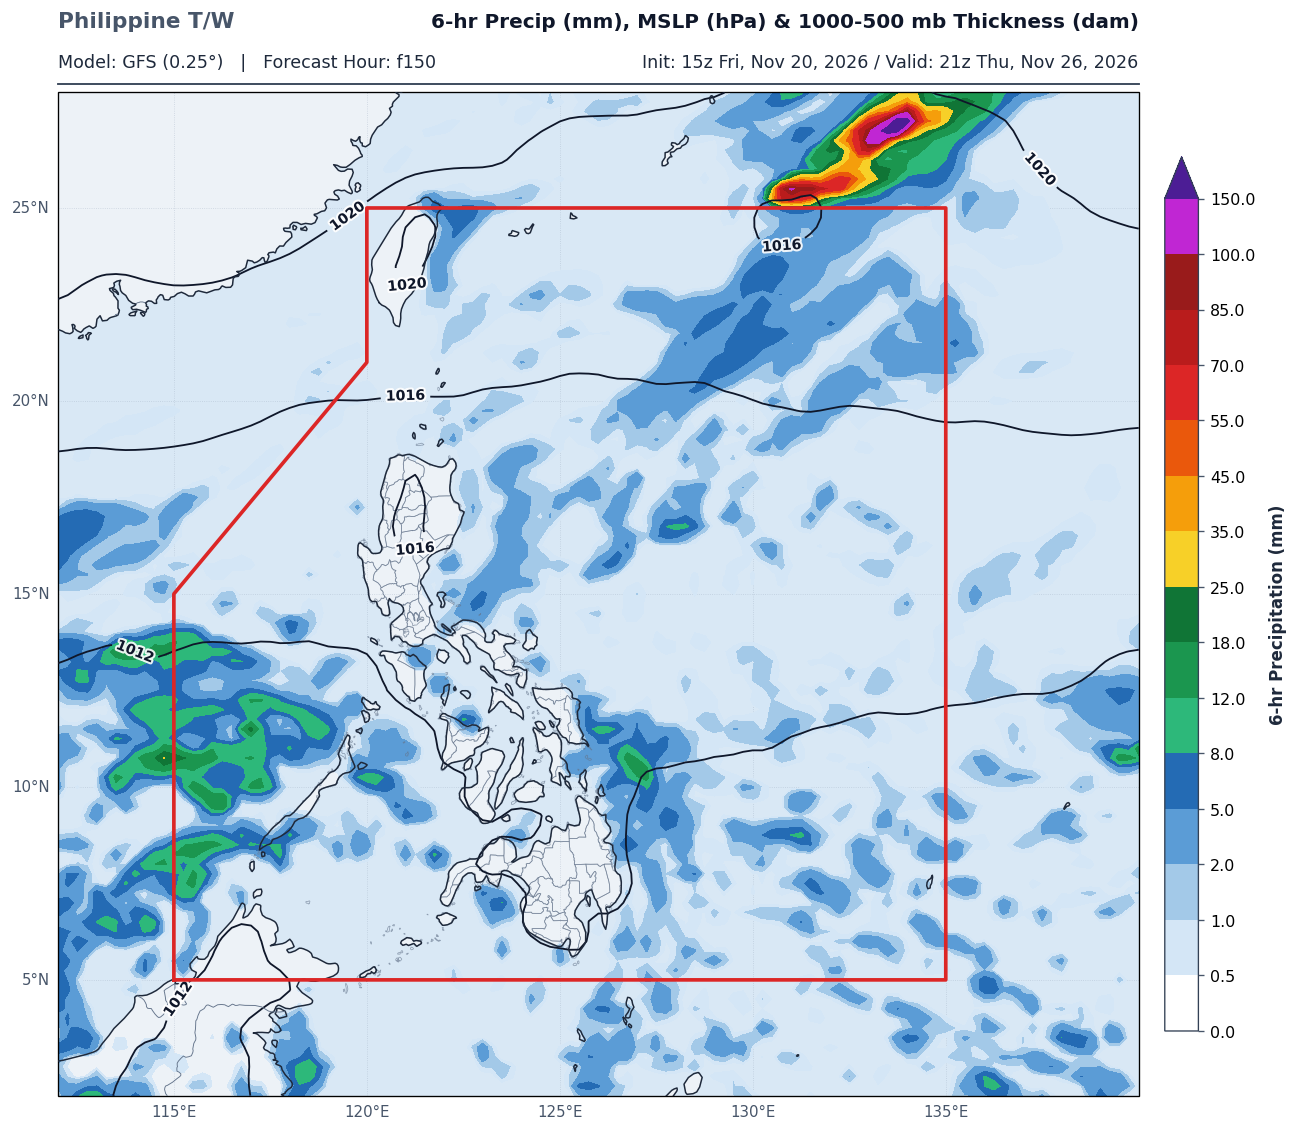 Philippine T/W
6-hr Precip (mm), MSLP (hPa) & 1000-500 mb Thickness (dam)
Model: GFS (0.25°) | Forecast Hour: f150
Init: 15z Fri, Nov 20, 2026 / Valid: 21z Thu, Nov 26, 2026
1020
1020
1016
1020
1016
1016
1012
1012
25°N
20°N
15°N
10°N
5°N
115°E
120°E
125°E
130°E
135°E
150.0
100.0
85.0
70.0
55.0
45.0
35.0
25.0
18.0
12.0
8.0
5.0
2.0
1.0
0.5
0.0
6-hr Precipitation (mm)